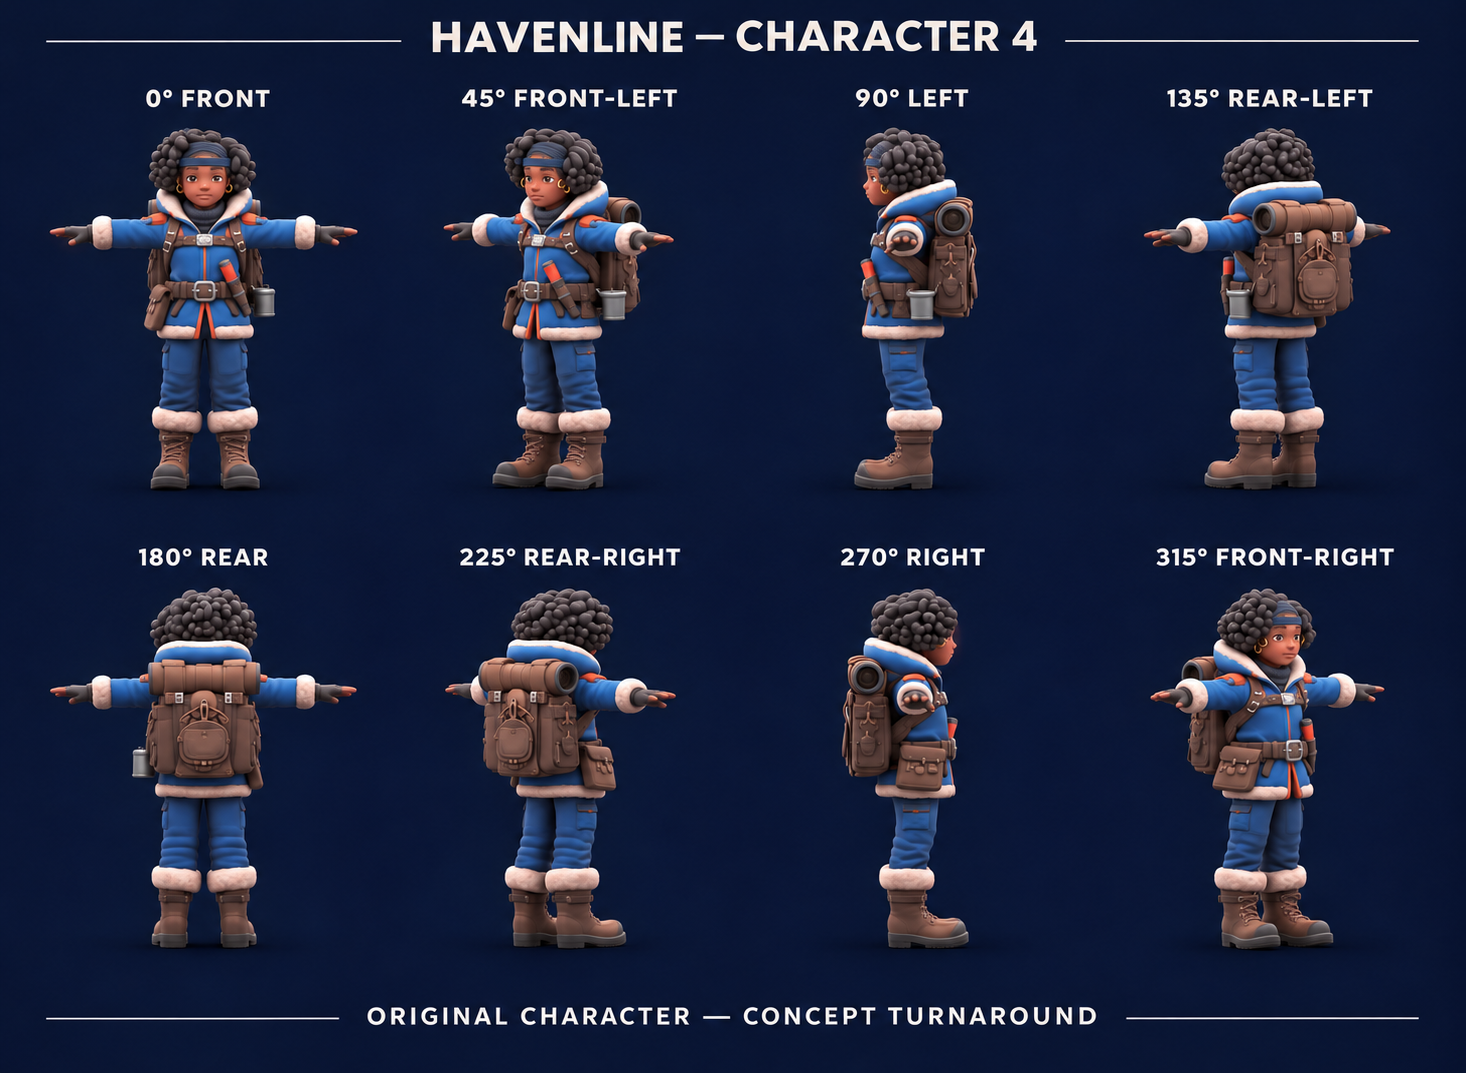 HAVENLINE — CHARACTER 4
0° FRONT
45° FRONT-LEFT
90° LEFT
135° REAR-LEFT
180° REAR
225° REAR-RIGHT
270° RIGHT
315° FRONT-RIGHT
ORIGINAL CHARACTER — CONCEPT TURNAROUND